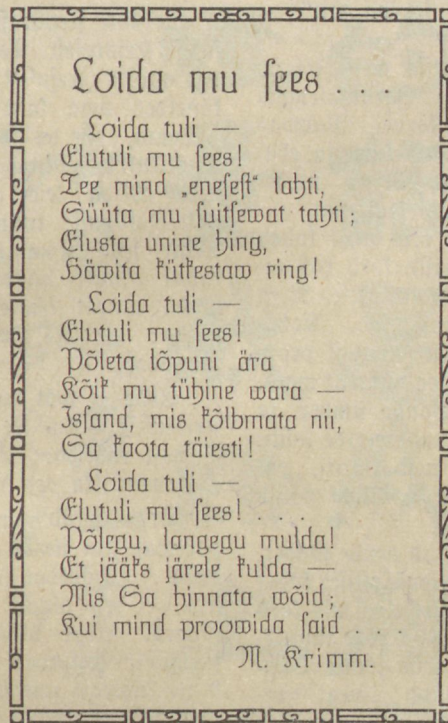 Loida mu sees . . .
Loida tuli —
Elutuli mu sees!
Tee mind „enesest“ lahti,
Süüta mu suitsewat tahti;
Elusta unine hing,
Häwita kütkestaw ring!
Loida tuli —
Elutuli mu sees!
Põleta lõpuni ära
Kõik mu tühine wara —
Issand, mis kõlbmata nii,
Sa kaota täiesti!
Loida tuli —
Elutuli mu sees! . . .
Põlegu, langegu mulda!
Et jääks järele kulda —
Mis Sa hinnata wõid;
Kui mind proowida said . . .
M. Krimm.